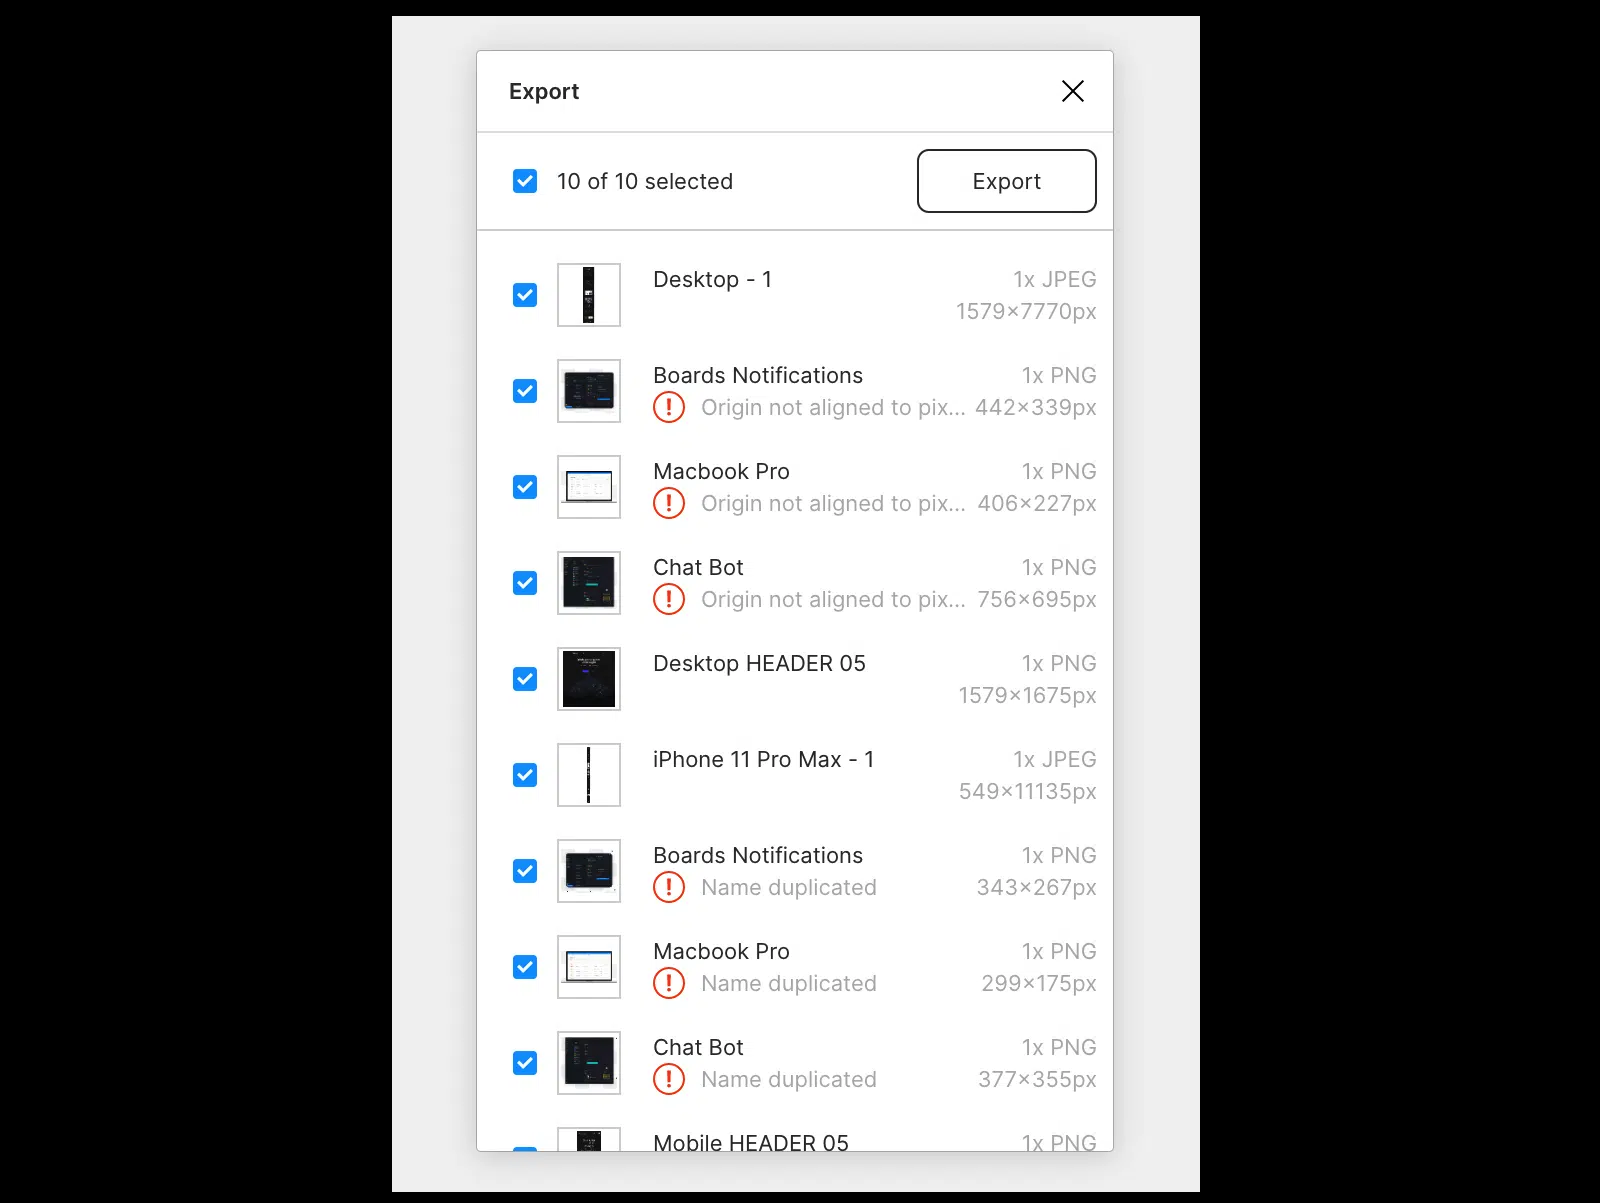 Export
10 of 10 selected
Export
Desktop - 1
1x JPEG
1579×7770px
Boards Notifications
1x PNG
Origin not aligned to pix...
442×339px
Macbook Pro
1x PNG
Origin not aligned to pix...
406×227px
Chat Bot
1x PNG
Origin not aligned to pix...
756×695px
Desktop HEADER 05
1x PNG
1579×1675px
iPhone 11 Pro Max - 1
1x JPEG
549×11135px
Boards Notifications
1x PNG
Name duplicated
343×267px
Macbook Pro
1x PNG
Name duplicated
299×175px
Chat Bot
1x PNG
Name duplicated
377×355px
Mobile HEADER 05
1x PNG